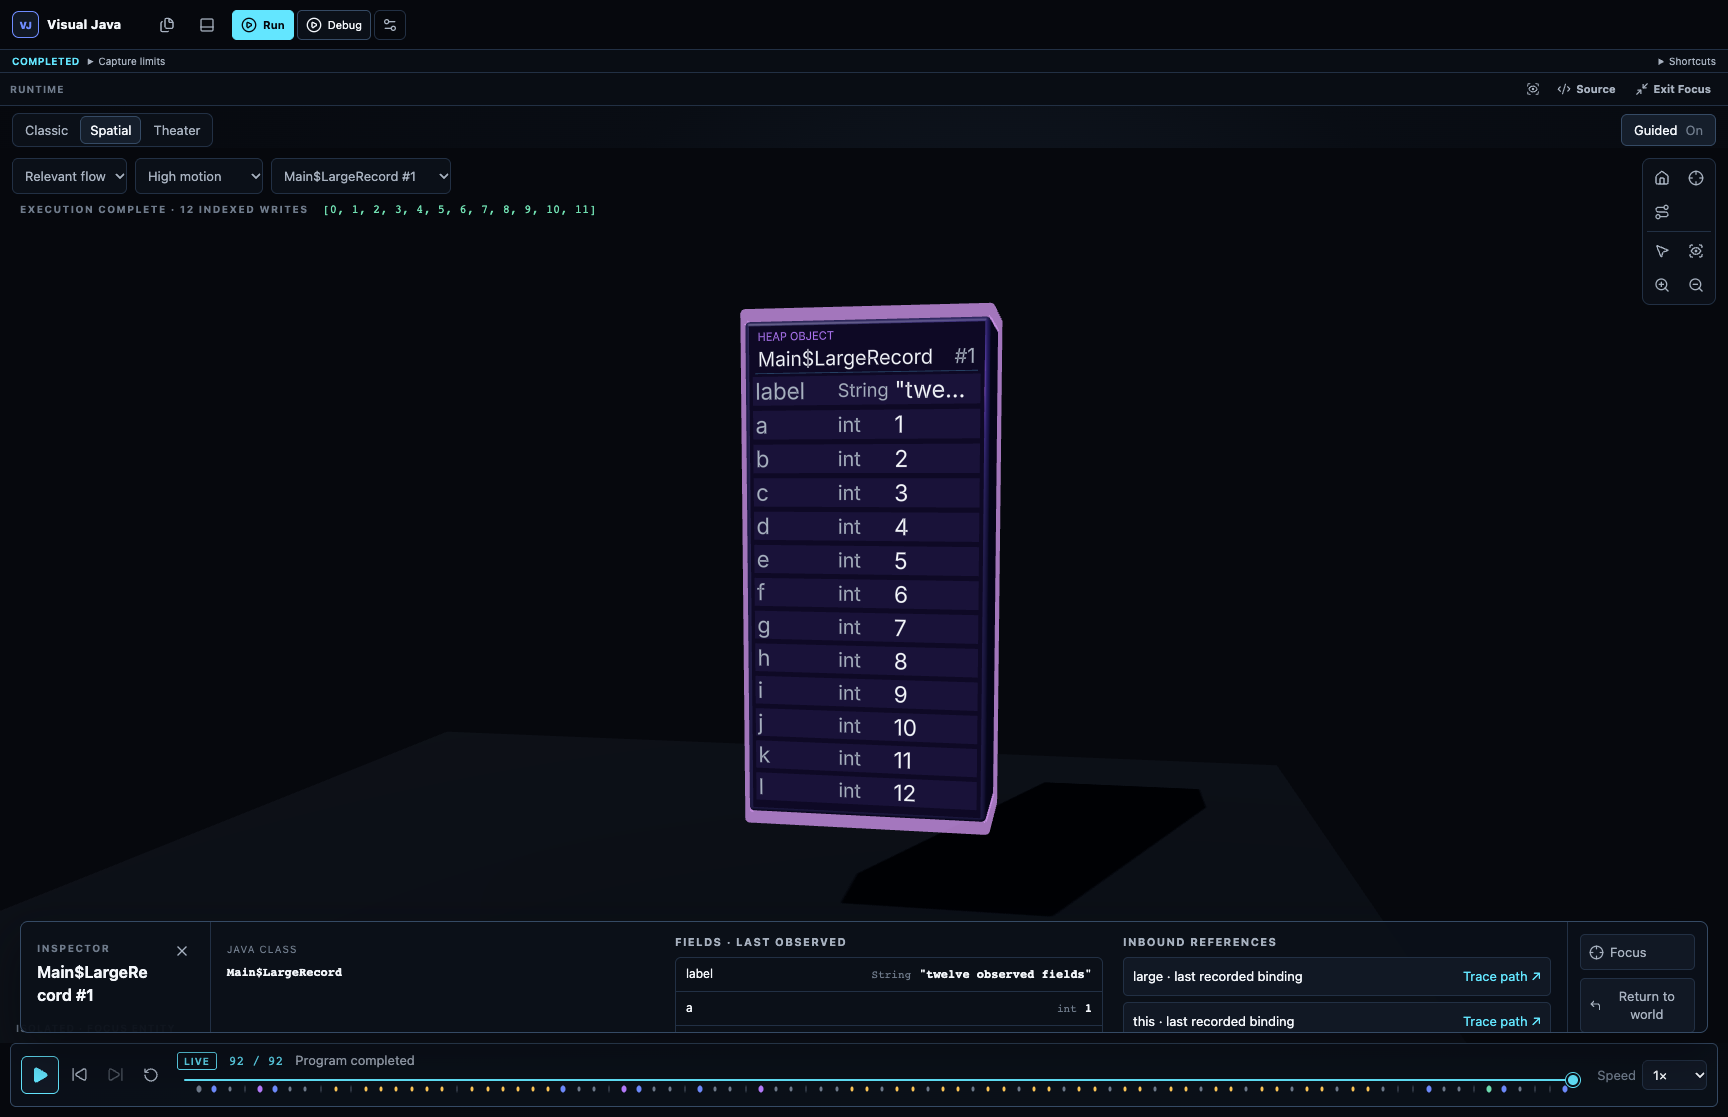 VJ Visual Java Run Debug
COMPLETED Capture limits Shortcuts
RUNTIME Source Exit Focus
Classic Spatial Theater Guided On
Relevant flow High motion Main$LargeRecord #1
EXECUTION COMPLETE · 12 INDEXED WRITES [0, 1, 2, 3, 4, 5, 6, 7, 8, 9, 10, 11]
HEAP OBJECT
Main$LargeRecord #1
label String "twe...
a int 1
b int 2
c int 3
d int 4
e int 5
f int 6
g int 7
h int 8
i int 9
j int 10
k int 11
l int 12
INSPECTOR
Main$LargeRe
cord #1
JAVA CLASS
Main$LargeRecord
FIELDS · LAST OBSERVED
label String "twelve observed fields"
a int 1
INBOUND REFERENCES
large · last recorded binding Trace path
this · last recorded binding Trace path
Focus
Return to
world
LIVE 92 / 92 Program completed
Speed 1×